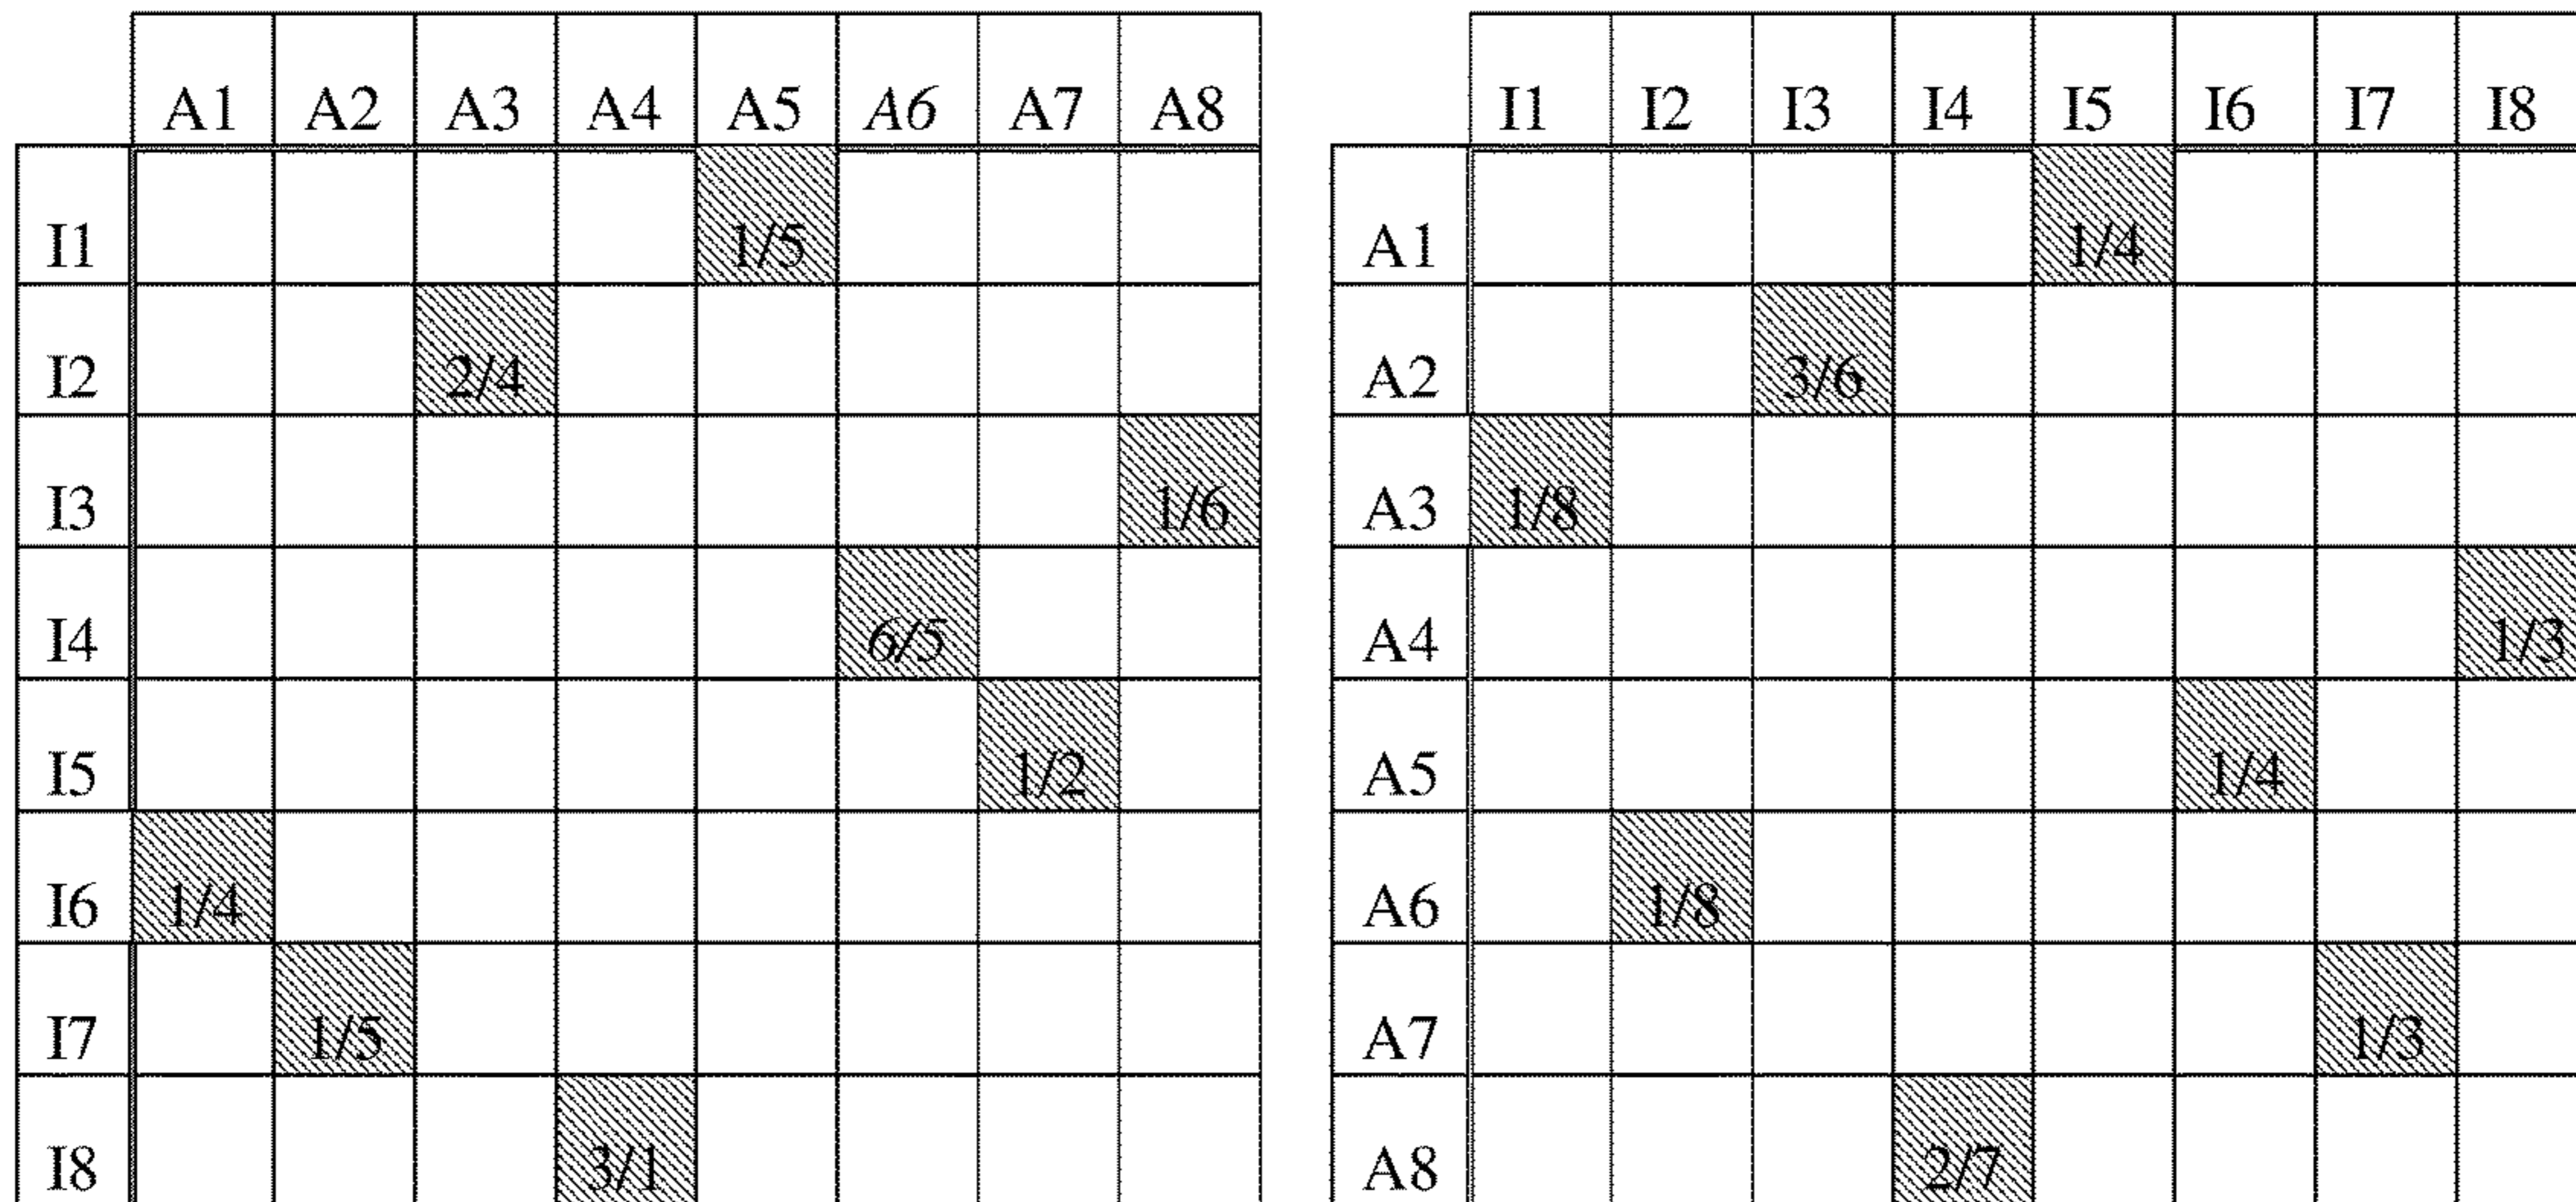 A1 A2 A3 A4 A5 A6 A7 A8
I1 1/5
I2 2/4
I3 1/6
I4 6/5
I5 1/2
I6 1/4
I7 1/5
I8 3/1
I1 I2 I3 I4 I5 I6 I7 I8
A1 1/4
A2 3/6
A3 1/8
A4 1/3
A5 1/4
A6 1/8
A7 1/3
A8 2/7